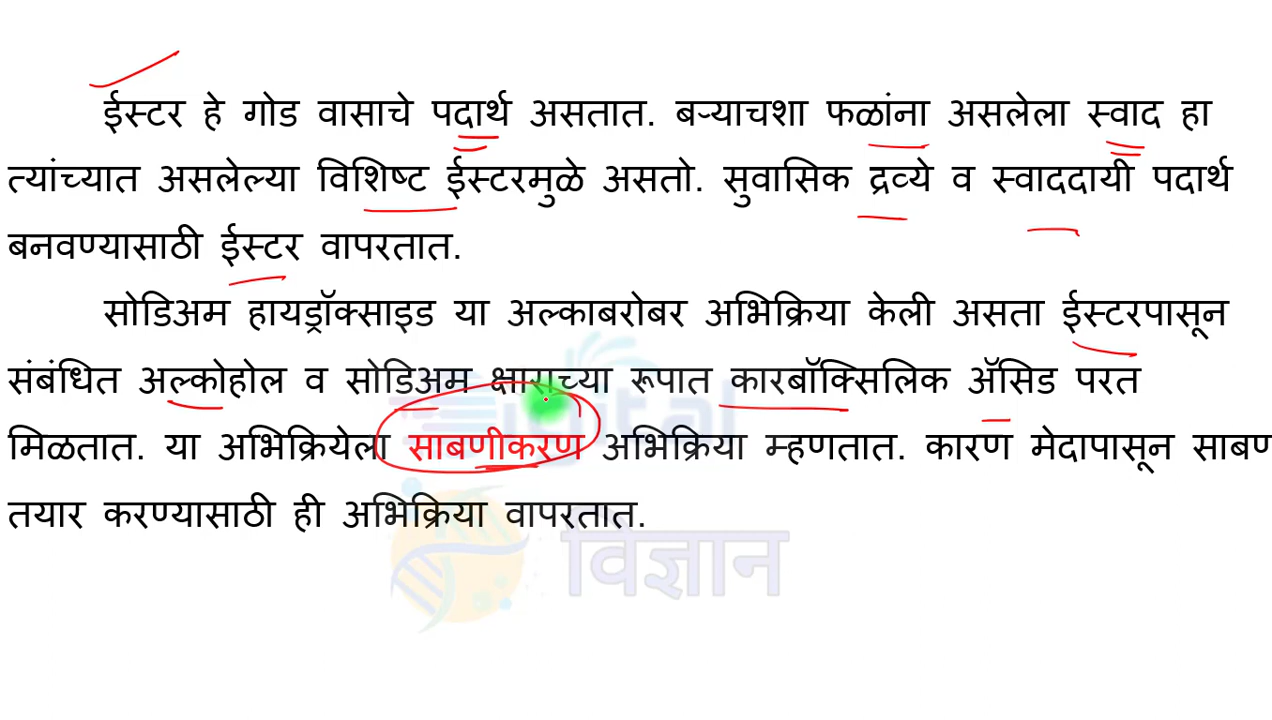 ईस्टर हे गोड वासाचे पदार्थ असतात. बऱ्याचशा फळांना असलेला स्वाद हा
त्यांच्यात असलेल्या विशिष्ट ईस्टरमुळे असतो. सुवासिक द्रव्ये व स्वाददायी पदार्थ
बनवण्यासाठी ईस्टर वापरतात.
सोडिअम हायड्रॉक्साइड या अल्काबरोबर अभिक्रिया केली असता ईस्टरपासून
संबंधित अल्कोहोल व सोडिअम क्षाराच्या रूपात कारबॉक्सिलिक ॲसिड परत
मिळतात. या अभिक्रियेला साबणीकरण अभिक्रिया म्हणतात. कारण मेदापासून साबण
तयार करण्यासाठी ही अभिक्रिया वापरतात.
Digital
विज्ञान